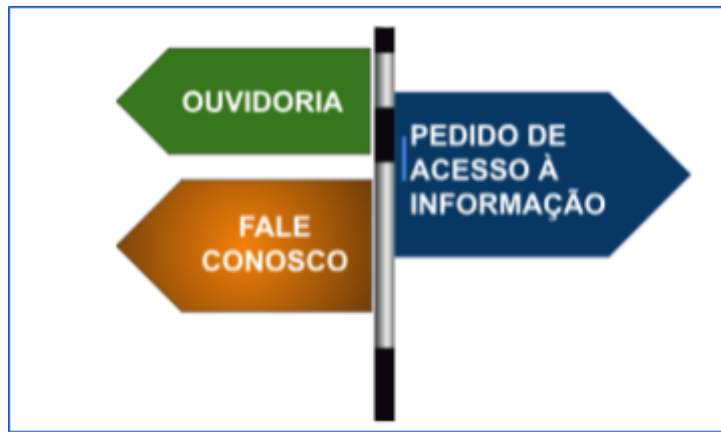 OUVIDORIA
FALE
CONOSCO
PEDIDO DE
ACESSO À
INFORMAÇÃO